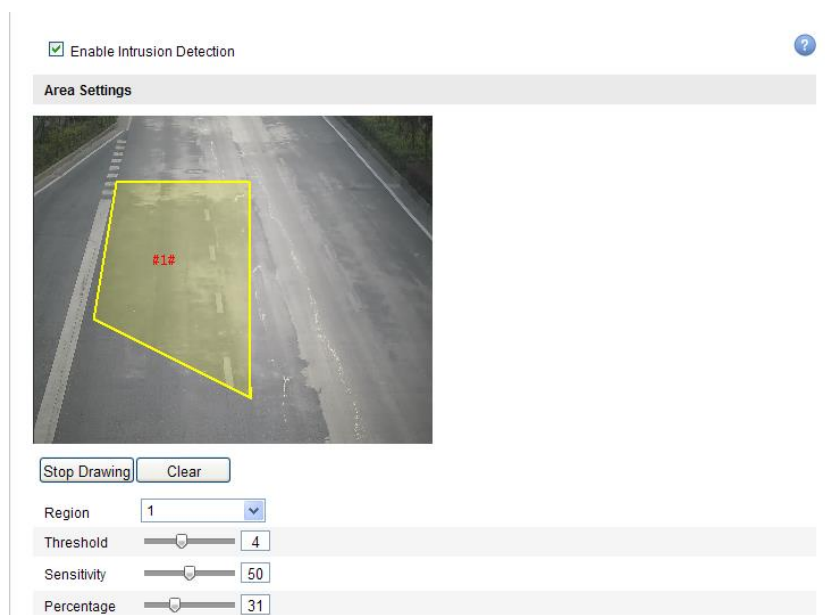 Enable Intrusion Detection
?
Area Settings
#1#
Stop Drawing Clear
Region 1
Threshold 4
Sensitivity 50
Percentage 31